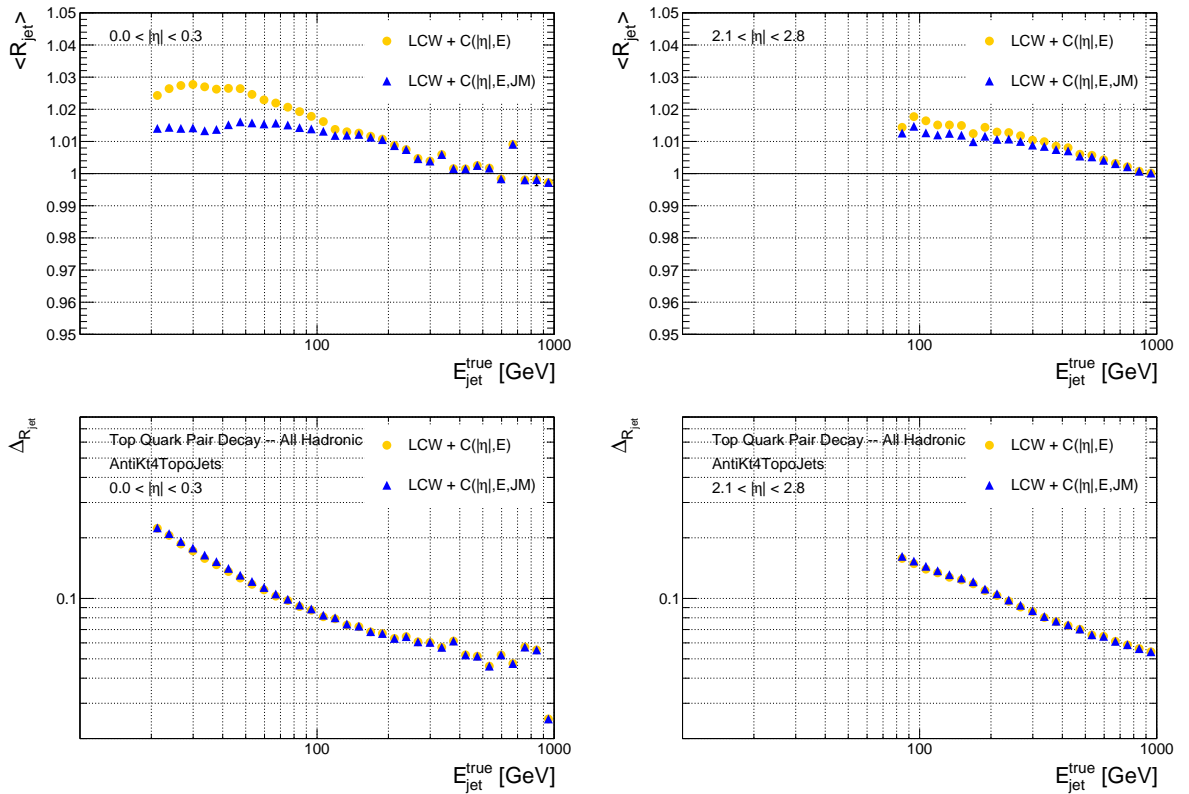 <R_jet>
1.05
1.04
1.03
1.02
1.01
1
0.99
0.98
0.97
0.96
0.95
0.0 < |η| < 0.3
LCW + C(|η|,E)
LCW + C(|η|,E,JM)
100
1000
E_jet^true [GeV]
<R_jet>
1.05
1.04
1.03
1.02
1.01
1
0.99
0.98
0.97
0.96
0.95
2.1 < |η| < 2.8
LCW + C(|η|,E)
LCW + C(|η|,E,JM)
100
1000
E_jet^true [GeV]
Δ_R_jet
0.1
Top Quark Pair Decay -- All Hadronic
AntiKt4TopoJets
0.0 < |η| < 0.3
LCW + C(|η|,E)
LCW + C(|η|,E,JM)
100
1000
E_jet^true [GeV]
Δ_R_jet
0.1
Top Quark Pair Decay -- All Hadronic
AntiKt4TopoJets
2.1 < |η| < 2.8
LCW + C(|η|,E)
LCW + C(|η|,E,JM)
100
1000
E_jet^true [GeV]